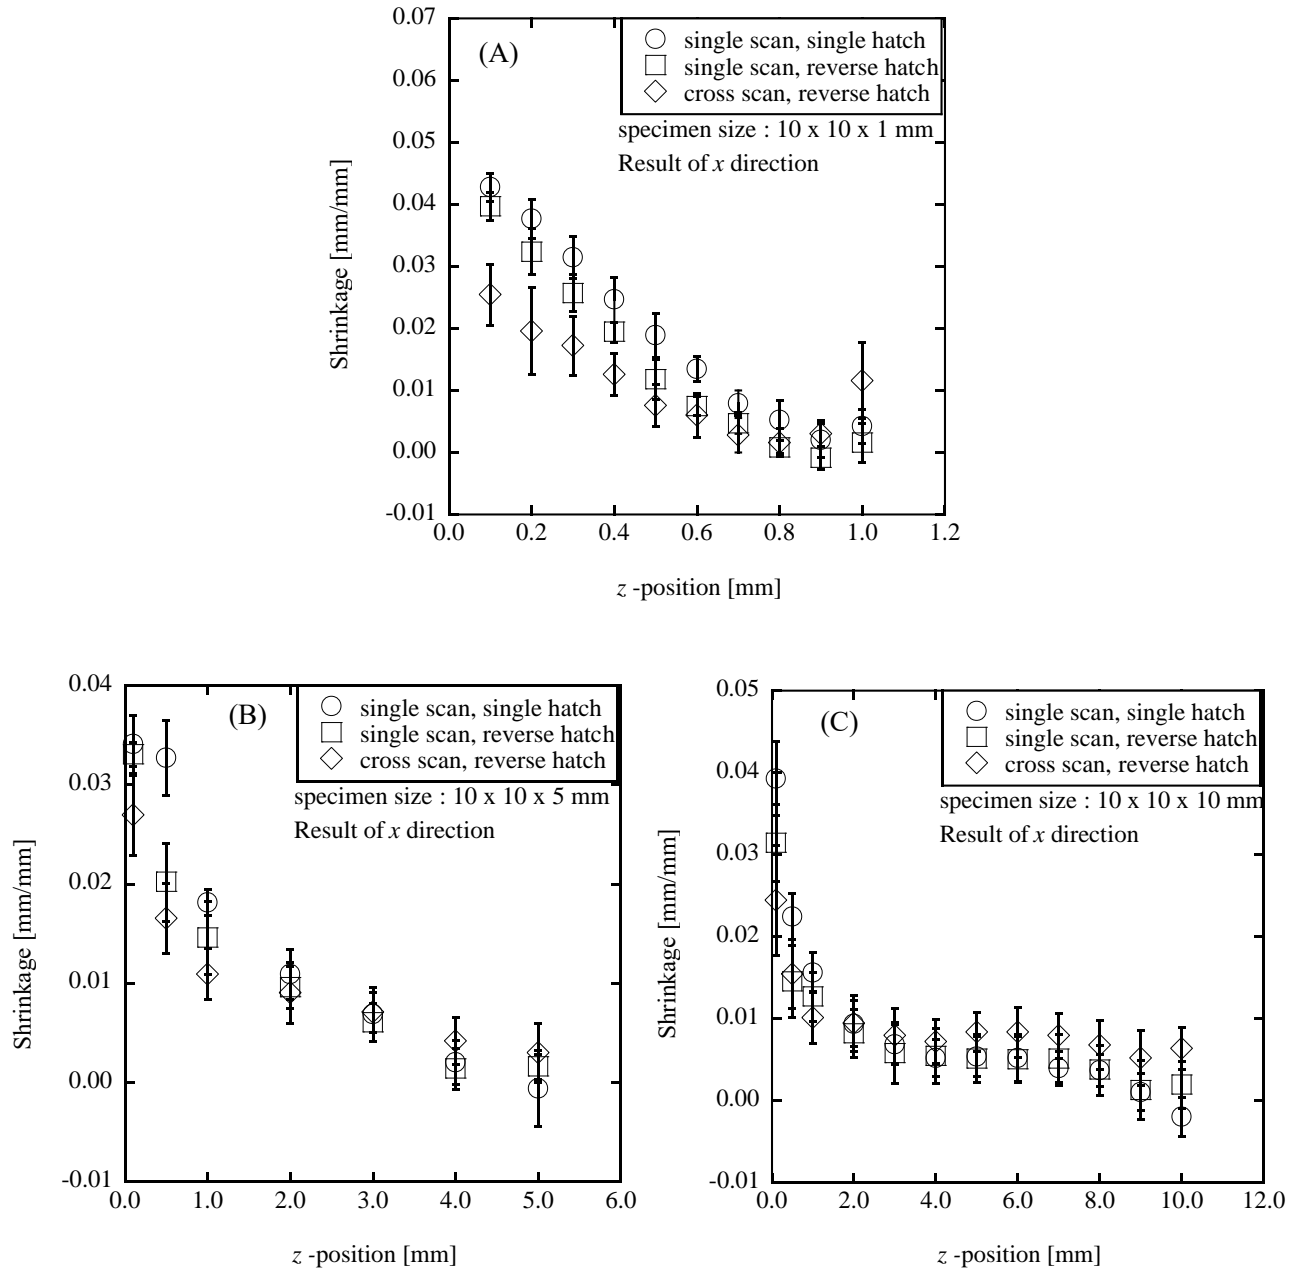 0.07
0.06
0.05
0.04
0.03
0.02
0.01
0.00
-0.01
Shrinkage [mm/mm]
(A)
single scan, single hatch
single scan, reverse hatch
cross scan, reverse hatch
specimen size : 10 x 10 x 1 mm
Result of x direction
0.0 0.2 0.4 0.6 0.8 1.0 1.2
z -position [mm]
0.04
0.03
0.02
0.01
0.00
-0.01
Shrinkage [mm/mm]
(B)
single scan, single hatch
single scan, reverse hatch
cross scan, reverse hatch
specimen size : 10 x 10 x 5 mm
Result of x direction
0.0 1.0 2.0 3.0 4.0 5.0 6.0
z -position [mm]
0.05
0.04
0.03
0.02
0.01
0.00
-0.01
Shrinkage [mm/mm]
(C)
single scan, single hatch
single scan, reverse hatch
cross scan, reverse hatch
specimen size : 10 x 10 x 10 mm
Result of x direction
0.0 2.0 4.0 6.0 8.0 10.0 12.0
z -position [mm]